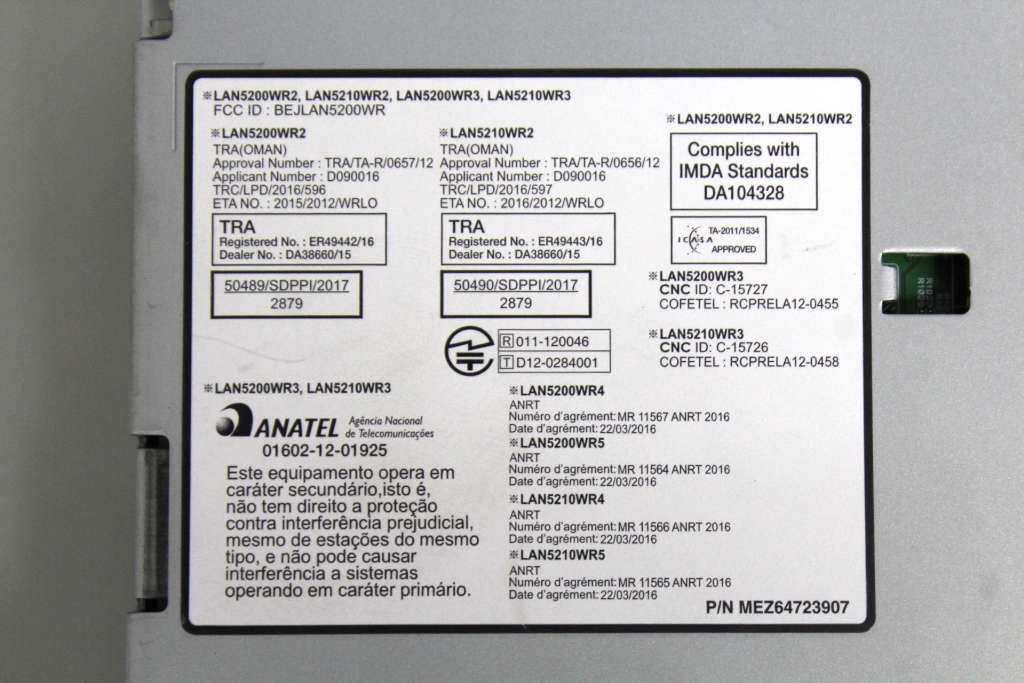 ※LAN5200WR2, LAN5210WR2, LAN5200WR3, LAN5210WR3
FCC ID : BEJLAN5200WR
※LAN5200WR2
TRA(OMAN)
Approval Number : TRA/TA-R/0657/12
Applicant Number : D090016
TRC/LPD/2016/596
ETA NO. : 2015/2012/WRLO
TRA
Registered No. : ER49442/16
Dealer No. : DA38660/15
50489/SDPPI/2017
2879
※LAN5210WR2
TRA(OMAN)
Approval Number : TRA/TA-R/0656/12
Applicant Number : D090016
TRC/LPD/2016/597
ETA NO. : 2016/2012/WRLO
TRA
Registered No. : ER49443/16
Dealer No. : DA38660/15
50490/SDPPI/2017
2879
R 011-120046
T D12-0284001
※LAN5200WR2, LAN5210WR2
Complies with
IMDA Standards
DA104328
ICASA
TA-2011/1534
APPROVED
※LAN5200WR3
CNC ID: C-15727
COFETEL : RCPRELA12-0455
※LAN5210WR3
CNC ID: C-15726
COFETEL : RCPRELA12-0458
※LAN5200WR3, LAN5210WR3
ANATEL
Agência Nacional
de Telecomunicações
01602-12-01925
Este equipamento opera em
caráter secundário,isto é,
não tem direito a proteção
contra interferência prejudicial,
mesmo de estações do mesmo
tipo, e não pode causar
interferência a sistemas
operando em caráter primário.
※LAN5200WR4
ANRT
Numéro d'agrément: MR 11567 ANRT 2016
Date d'agrément: 22/03/2016
※LAN5200WR5
ANRT
Numéro d'agrément: MR 11564 ANRT 2016
Date d'agrément: 22/03/2016
※LAN5210WR4
ANRT
Numéro d'agrément: MR 11566 ANRT 2016
Date d'agrément: 22/03/2016
※LAN5210WR5
ANRT
Numéro d'agrément: MR 11565 ANRT 2016
Date d'agrément: 22/03/2016
P/N MEZ64723907